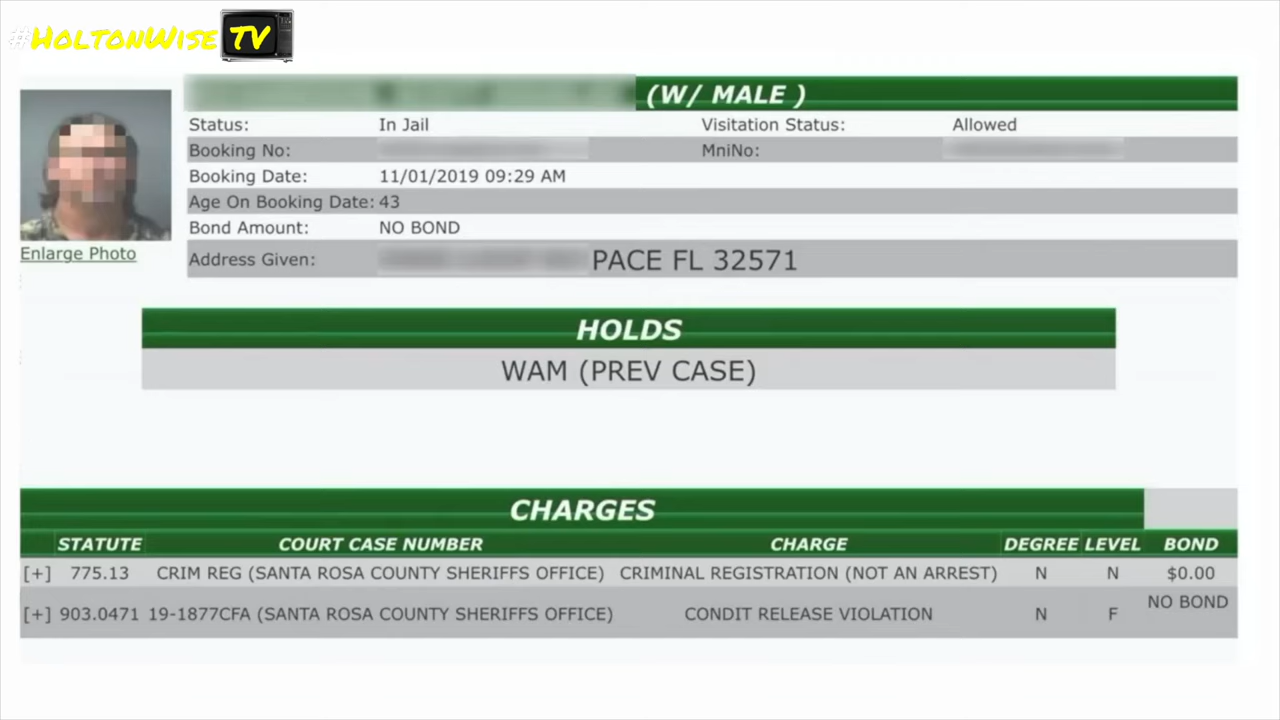 #HOLTONWISE TV
(W/ MALE )
Status: In Jail Visitation Status: Allowed
Booking No: MniNo:
Booking Date: 11/01/2019 09:29 AM
Age On Booking Date: 43
Bond Amount: NO BOND
Enlarge Photo
Address Given: PACE FL 32571
HOLDS
WAM (PREV CASE)
CHARGES
STATUTE COURT CASE NUMBER CHARGE DEGREE LEVEL BOND
[+] 775.13 CRIM REG (SANTA ROSA COUNTY SHERIFFS OFFICE) CRIMINAL REGISTRATION (NOT AN ARREST) N N $0.00
[+] 903.0471 19-1877CFA (SANTA ROSA COUNTY SHERIFFS OFFICE) CONDIT RELEASE VIOLATION N F NO BOND